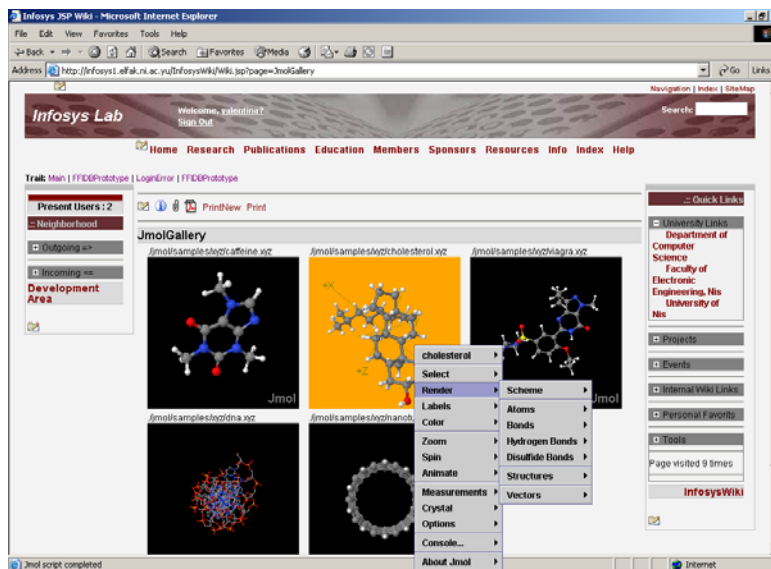 Infosys JSP Wiki - Microsoft Internet Explorer
File Edit View Favorites Tools Help
Back Search Favorites Media
Address http://infosys1.elfak.ni.ac.yu/InfosysWiki/Wiki.jsp?page=JmolGallery Go Links
Navigation | Index | SiteMap
Infosys Lab
Welcome, valentina?
Sign Out
Search:
Home Research Publications Education Members Sponsors Resources Info Index Help
Trail: Main | FFIDBPrototype | LoginError | FFIDBPrototype
Present Users : 2
.:: Neighborhood
Outgoing =>
Incoming <=
Development
Area
PrintNew Print
JmolGallery
/jmol/samples/xyz/caffeine.xyz
/jmol/samples/xyz/cholesterol.xyz
/jmol/samples/xyz/viagra.xyz
Jmol
+X
+Z
Jmol
/jmol/samples/xyz/dna.xyz
/jmol/samples/xyz/nanotu
cholesterol
Select
Render
Labels
Color
Zoom
Spin
Animate
Measurements
Crystal
Options
Console...
About Jmol
Scheme
Atoms
Bonds
Hydrogen Bonds
Disulfide Bonds
Structures
Vectors
.:: Quick Links
University Links
Department of
Computer
Science
Faculty of
Electronic
Engineering, Nis
University of
Nis
Projects
Events
Internal Wiki Links
Personal Favorits
Tools
Page visited 9 times
InfosysWiki
Jmol script completed
Internet